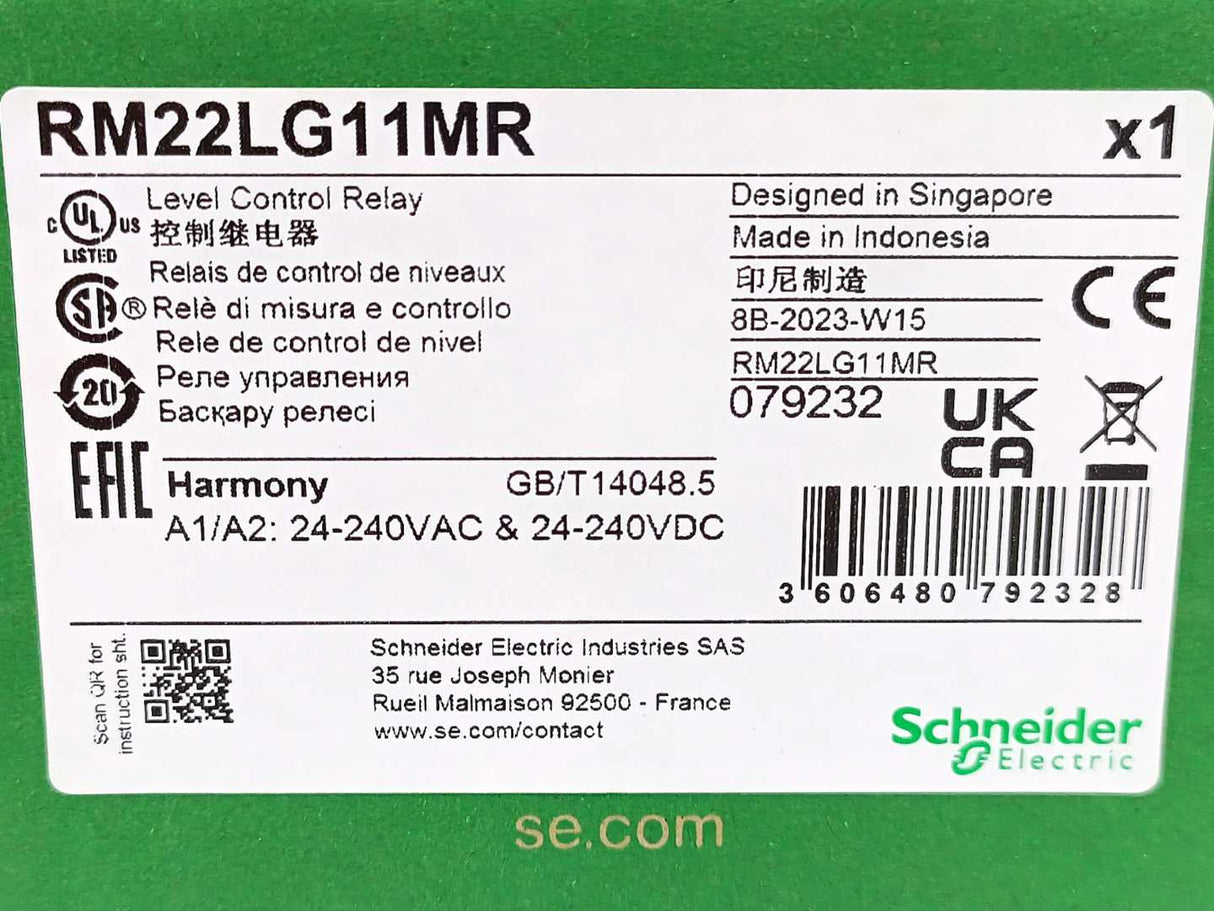 RM22LG11MR x1
C UL US LISTED
Level Control Relay
控制继电器
Relais de control de niveaux
SA ® Relè di misura e controllo
Rele de control de nivel
20 Реле управления
Басқару релесі
EAC
Harmony GB/T14048.5
A1/A2: 24-240VAC & 24-240VDC
Designed in Singapore
Made in Indonesia
印尼制造
CE
8B-2023-W15
RM22LG11MR
079232
UK
CA
3 606480 792328
Scan QR for
instruction sht.
Schneider Electric Industries SAS
35 rue Joseph Monier
Rueil Malmaison 92500 - France
www.se.com/contact
Schneider
Electric
se.com